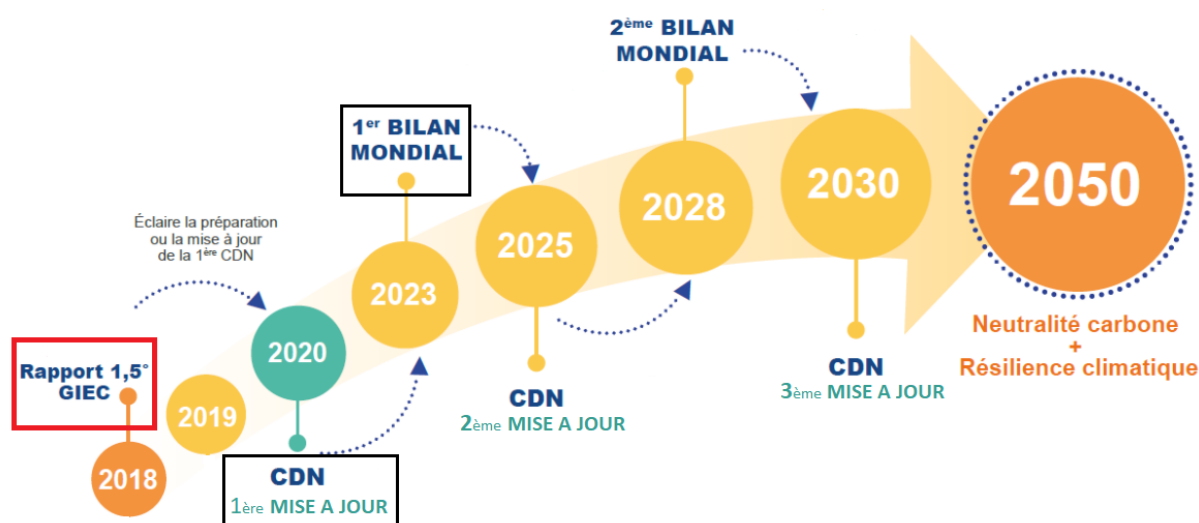 2ème BILAN
MONDIAL
1er BILAN
MONDIAL
Éclaire la préparation
ou la mise à jour
de la 1ère CDN
2050
2030
2028
2025
2023
2020
2019
2018
Rapport 1,5°
GIEC
CDN
1ère MISE A JOUR
CDN
2ème MISE A JOUR
CDN
3ème MISE A JOUR
Neutralité carbone
+
Résilience climatique